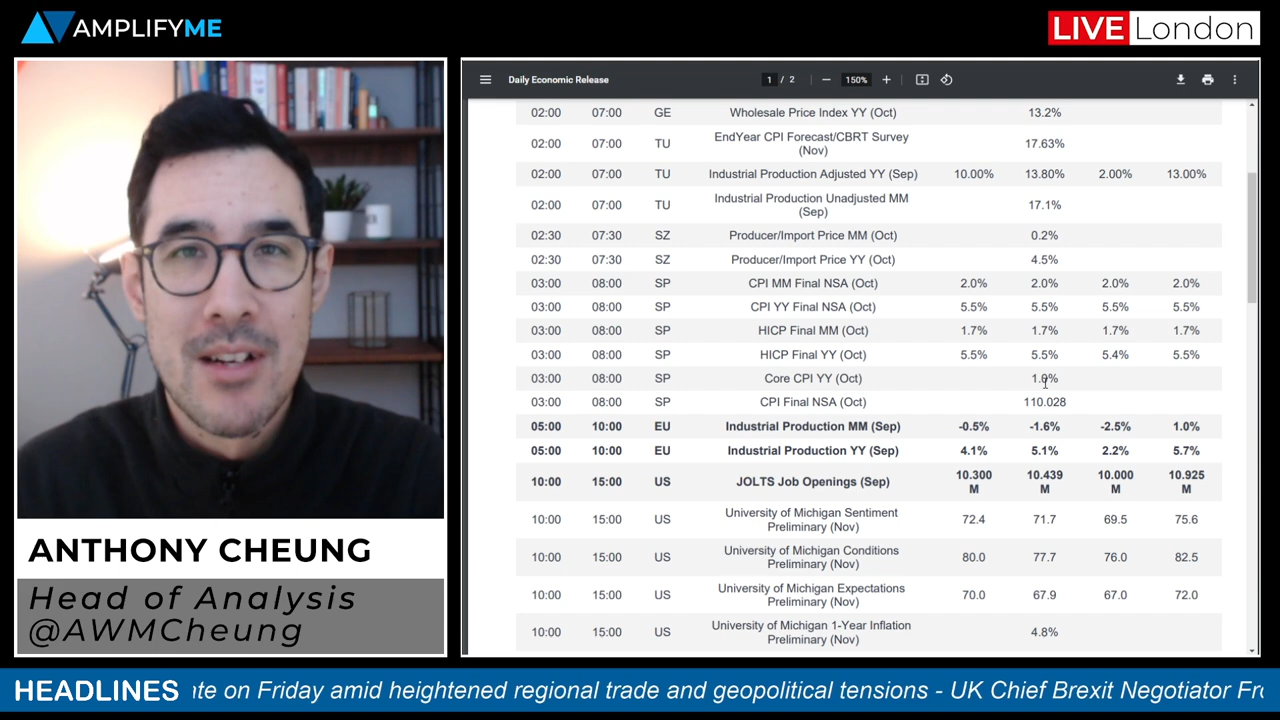 AMPLIFYME
LIVE London
Daily Economic Release
1 / 2
150%
02:00 07:00 GE Wholesale Price Index YY (Oct) 13.2%
02:00 07:00 TU EndYear CPI Forecast/CBRT Survey (Nov) 17.63%
02:00 07:00 TU Industrial Production Adjusted YY (Sep) 10.00% 13.80% 2.00% 13.00%
02:00 07:00 TU Industrial Production Unadjusted MM (Sep) 17.1%
02:30 07:30 SZ Producer/Import Price MM (Oct) 0.2%
02:30 07:30 SZ Producer/Import Price YY (Oct) 4.5%
03:00 08:00 SP CPI MM Final NSA (Oct) 2.0% 2.0% 2.0% 2.0%
03:00 08:00 SP CPI YY Final NSA (Oct) 5.5% 5.5% 5.5% 5.5%
03:00 08:00 SP HICP Final MM (Oct) 1.7% 1.7% 1.7% 1.7%
03:00 08:00 SP HICP Final YY (Oct) 5.5% 5.5% 5.4% 5.5%
03:00 08:00 SP Core CPI YY (Oct)
03:00 08:00 SP CPI Final NSA (Oct) 110.028
05:00 10:00 EU Industrial Production MM (Sep) -0.5% -1.6% -2.5% 1.0%
05:00 10:00 EU Industrial Production YY (Sep) 4.1% 5.1% 2.2% 5.7%
10:00 15:00 US JOLTS Job Openings (Sep) 10.300 M 10.439 M 10.000 M 10.925 M
10:00 15:00 US University of Michigan Sentiment Preliminary (Nov) 72.4 71.7 69.5 75.6
10:00 15:00 US University of Michigan Conditions Preliminary (Nov) 80.0 77.7 76.0 82.5
10:00 15:00 US University of Michigan Expectations Preliminary (Nov) 70.0 67.9 67.0 72.0
10:00 15:00 US University of Michigan 1-Year Inflation Preliminary (Nov) 4.8%
ANTHONY CHEUNG
Head of Analysis
@AWMCheung
HEADLINES on Friday amid heightened regional trade and geopolitical tensions - UK Chief Brexit Negotiator